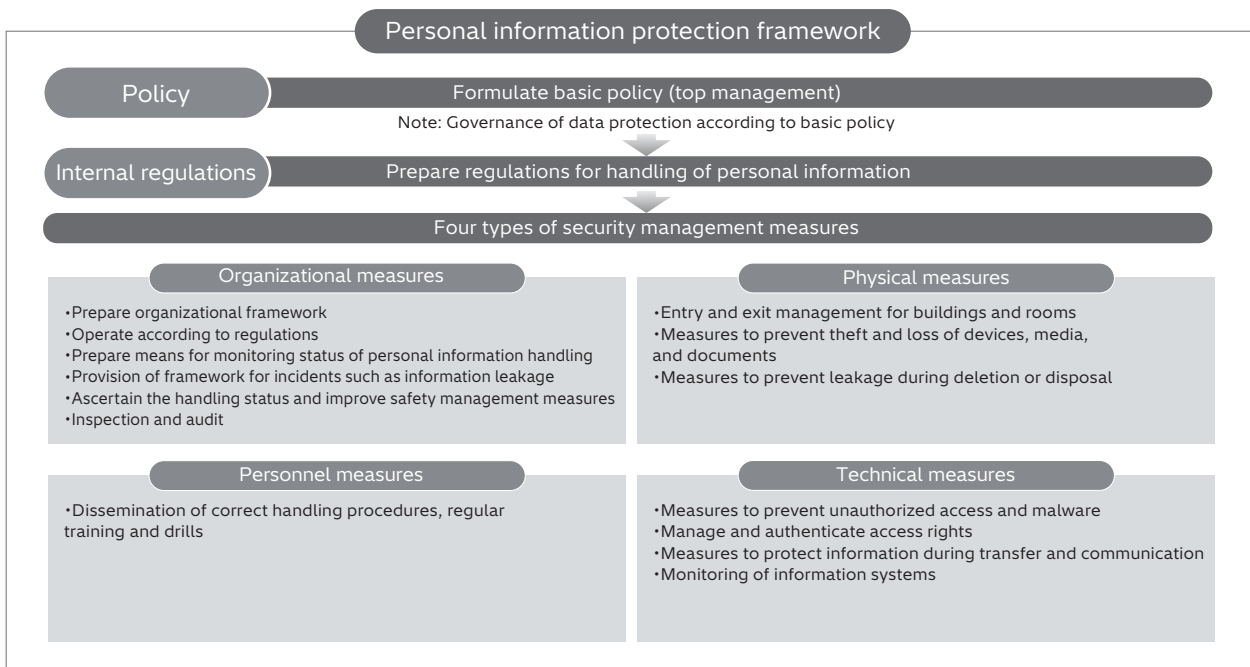 Personal information protection framework
Policy
Formulate basic policy (top management)
Note: Governance of data protection according to basic policy
Internal regulations
Prepare regulations for handling of personal information
Four types of security management measures
Organizational measures
・Prepare organizational framework
・Operate according to regulations
・Prepare means for monitoring status of personal information handling
・Provision of framework for incidents such as information leakage
・Ascertain the handling status and improve safety management measures
・Inspection and audit
Physical measures
・Entry and exit management for buildings and rooms
・Measures to prevent theft and loss of devices, media,
and documents
・Measures to prevent leakage during deletion or disposal
Personnel measures
・Dissemination of correct handling procedures, regular
training and drills
Technical measures
・Measures to prevent unauthorized access and malware
・Manage and authenticate access rights
・Measures to protect information during transfer and communication
・Monitoring of information systems